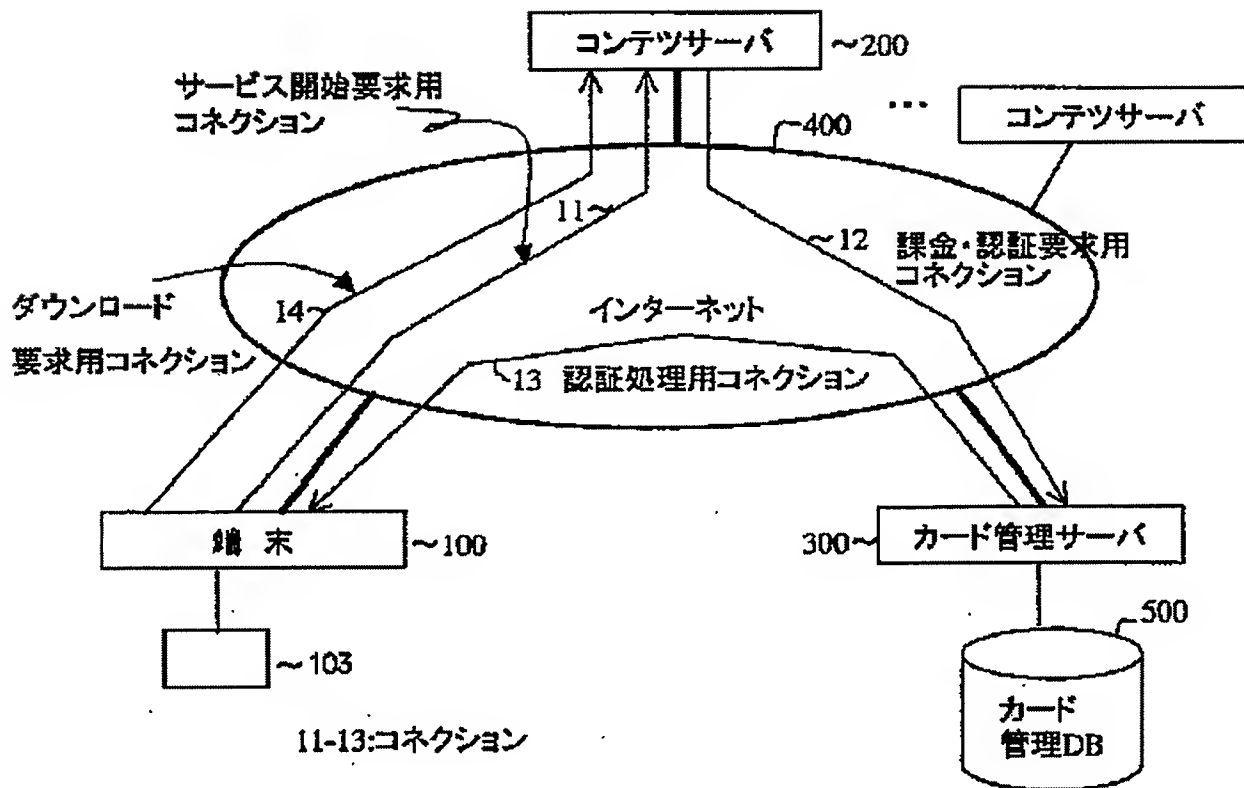 コンテツサーバ ～200
サービス開始要求用
コネクション
…
コンテツサーバ
400
11～
～12
課金・認証要求用
コネクション
ダウンロード
要求用コネクション
14～
インターネット
13 認証処理用コネクション
端 末 ～100
300～ カード管理サーバ
～103
500
カード
管理DB
11-13:コネクション